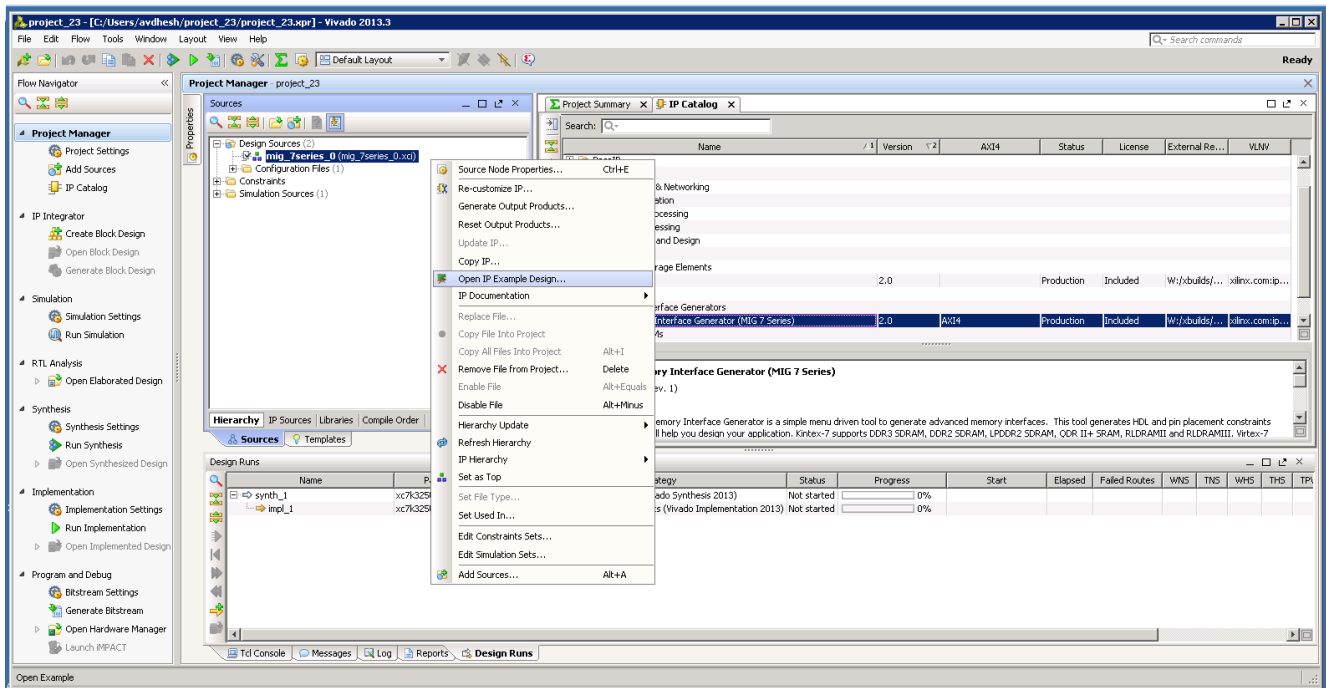 project_23 - [C:/Users/avdhesh/project_23/project_23.xpr] - Vivado 2013.3
File Edit Flow Tools Window Layout View Help
Q- Search commands
Default Layout
Ready
Flow Navigator
Project Manager
Project Settings
Add Sources
IP Catalog
IP Integrator
Create Block Design
Open Block Design
Generate Block Design
Simulation
Simulation Settings
Run Simulation
RTL Analysis
Open Elaborated Design
Synthesis
Synthesis Settings
Run Synthesis
Open Synthesized Design
Implementation
Implementation Settings
Run Implementation
Open Implemented Design
Program and Debug
Bitstream Settings
Generate Bitstream
Open Hardware Manager
Launch iMPACT
Project Manager - project_23
Properties
Sources
Design Sources (2)
mig_7series_0 (mig_7series_0.xci)
Configuration Files (1)
Constraints
Simulation Sources (1)
Hierarchy IP Sources Libraries Compile Order
Sources Templates
Source Node Properties... Ctrl+E
Re-customize IP...
Generate Output Products...
Reset Output Products...
Update IP...
Copy IP...
Open IP Example Design...
IP Documentation
Replace File...
Copy File Into Project
Copy All Files Into Project Alt+I
Remove File from Project... Delete
Enable File Alt+Equals
Disable File Alt+Minus
Hierarchy Update
Refresh Hierarchy
IP Hierarchy
Set as Top
Set File Type...
Set Used In...
Edit Constraints Sets...
Edit Simulation Sets...
Add Sources... Alt+A
Project Summary IP Catalog
Search:
Name 1 Version 2 AXI4 Status License External Re... VLNV
& Networking
ation
ocessing
essing
and Design
rage Elements
2.0 Production Included W:/xbuilds/... xilinx.com:ip...
erface Generators
Interface Generator (MIG 7 Series) 2.0 AXI4 Production Included W:/xbuilds/... xilinx.com:ip...
ry Interface Generator (MIG 7 Series)
ev. 1)
emory Interface Generator is a simple menu driven tool to generate advanced memory interfaces. This tool generates HDL and pin placement constraints
ll help you design your application. Kintex-7 supports DDR3 SDRAM, DDR2 SDRAM, LPDDR2 SDRAM, QDR II+ SRAM, RLDRAMII and RLDRAMIII. Virtex-7
Design Runs
Name P ategy Status Progress Start Elapsed Failed Routes WNS TNS WHS THS TPW
synth_1 xc7k325 ado Synthesis 2013) Not started 0%
impl_1 xc7k325 s (Vivado Implementation 2013) Not started 0%
Tcl Console Messages Log Reports Design Runs
Open Example